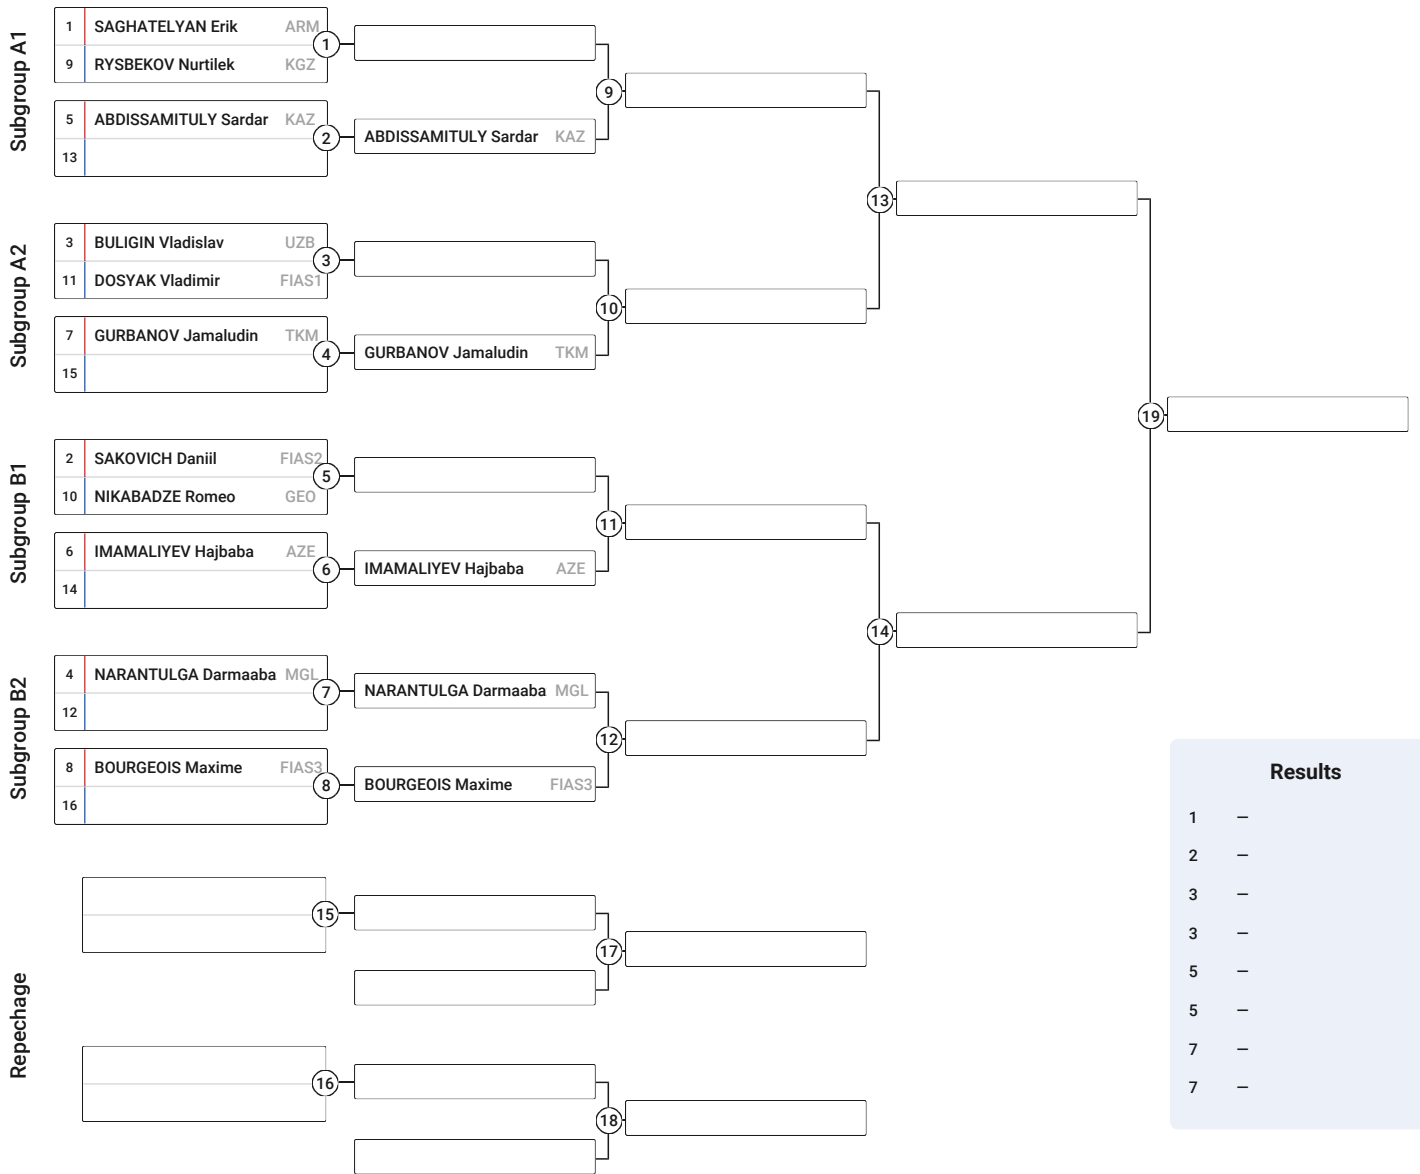 Subgroup A1
1 SAGHATELYAN Erik ARM
9 RYSBEKOV Nurtilek KGZ
1
5 ABDISSAMITULY Sardar KAZ
13
2
ABDISSAMITULY Sardar KAZ
9
Subgroup A2
3 BULIGIN Vladislav UZB
11 DOSYAK Vladimir FIAS1
3
7 GURBANOV Jamaludin TKM
15
4
GURBANOV Jamaludin TKM
10
13
Subgroup B1
2 SAKOVICH Daniil FIAS2
10 NIKABADZE Romeo GEO
5
6 IMAMALIYEV Hajbaba AZE
14
6
IMAMALIYEV Hajbaba AZE
11
Subgroup B2
4 NARANTULGA Darmaaba MGL
12
7
NARANTULGA Darmaaba MGL
8 BOURGEOIS Maxime FIAS3
16
8
BOURGEOIS Maxime FIAS3
12
14
19
Repechage
15
17
16
18
Results
1 –
2 –
3 –
3 –
5 –
5 –
7 –
7 –